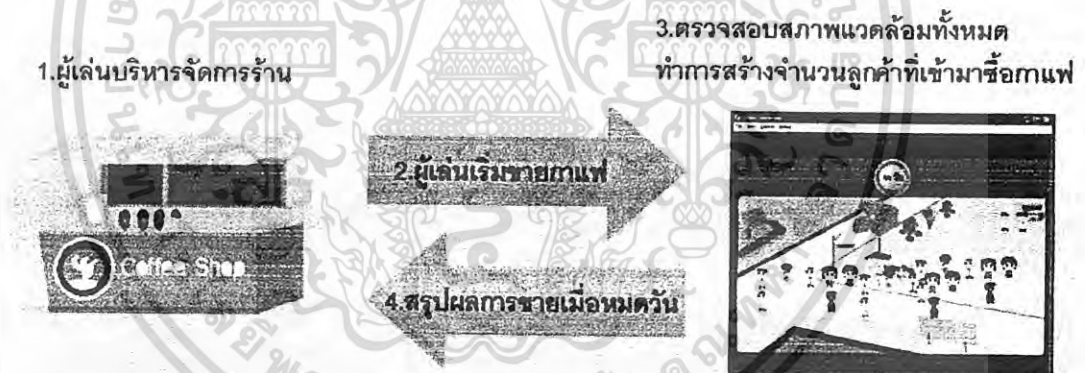 1.ผู้เล่นบริหารจัดการร้าน
3.ตรวจสอบสภาพแวดล้อมทั้งหมด
ทำการสร้างจำนวนลูกค้าที่เข้ามาซื้อกาแฟ
2.ผู้เล่นเริ่มขายกาแฟ
Coffee Shop
4.สรุปผลการขายเมื่อหมดวัน